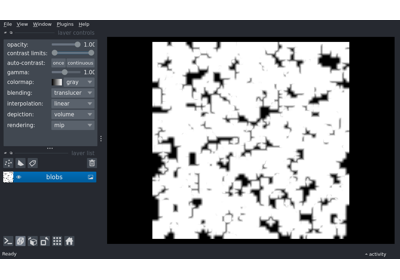 File View Window Plugins Help
layer controls
opacity: 1.00
contrast limits:
auto-contrast: once continuous
gamma: 1.00
colormap: gray
blending: translucer
interpolation: linear
depiction: volume
rendering: mip
layer list
blobs
Ready
activity